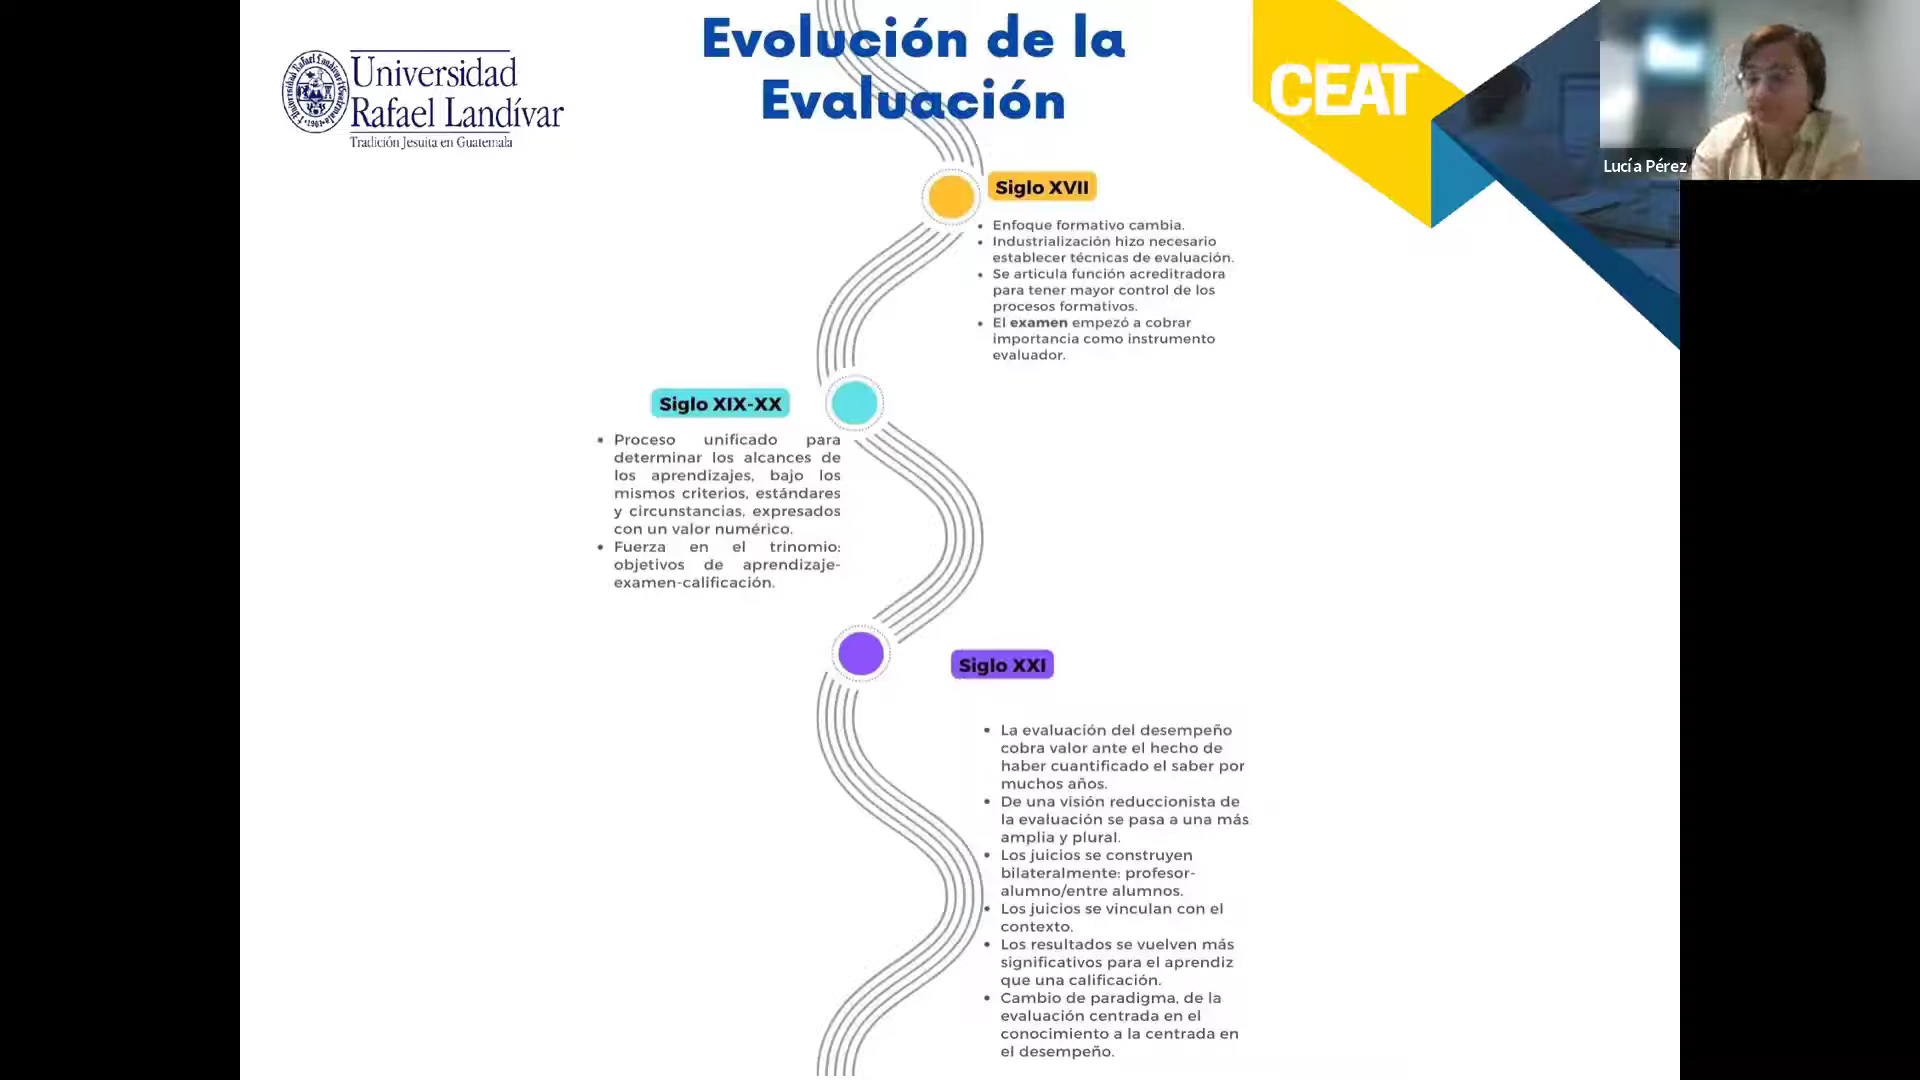 Evolución de la
Evaluación
Universidad
Rafael Landívar
Tradición Jesuita en Guatemala
CEAT
Lucía Pérez
Siglo XVII
• Enfoque formativo cambia.
• Industrialización hizo necesario
establecer técnicas de evaluación.
• Se articula función acreditadora
para tener mayor control de los
procesos formativos.
• El examen empezó a cobrar
importancia como instrumento
evaluador.
Siglo XIX-XX
• Proceso unificado para
determinar los alcances de
los aprendizajes, bajo los
mismos criterios, estándares
y circunstancias, expresados
con un valor numérico.
• Fuerza en el trinomio:
objetivos de aprendizaje-
examen-calificación.
Siglo XXI
• La evaluación del desempeño
cobra valor ante el hecho de
haber cuantificado el saber por
muchos años.
• De una visión reduccionista de
la evaluación se pasa a una más
amplia y plural.
• Los juicios se construyen
bilateralmente: profesor-
alumno/entre alumnos.
• Los juicios se vinculan con el
contexto.
• Los resultados se vuelven más
significativos para el aprendiz
que una calificación.
• Cambio de paradigma, de la
evaluación centrada en el
conocimiento a la centrada en
el desempeño.